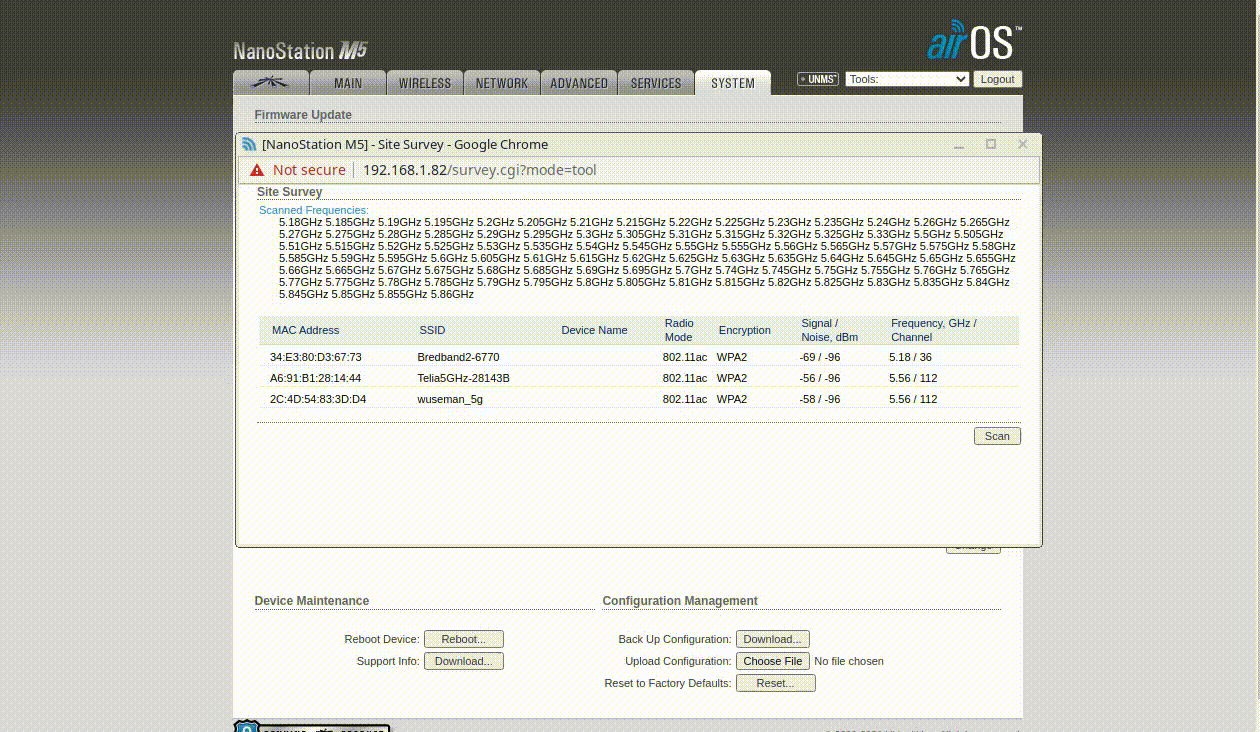 NanoStation M5
airOS™
MAIN WIRELESS NETWORK ADVANCED SERVICES SYSTEM UNMS Tools: Logout
Firmware Update
[NanoStation M5] - Site Survey - Google Chrome
Not secure 192.168.1.82/survey.cgi?mode=tool
Site Survey
Scanned Frequencies:
5.18GHz 5.185GHz 5.19GHz 5.195GHz 5.2GHz 5.205GHz 5.21GHz 5.215GHz 5.22GHz 5.225GHz 5.23GHz 5.235GHz 5.24GHz 5.26GHz 5.265GHz
5.27GHz 5.275GHz 5.28GHz 5.285GHz 5.29GHz 5.295GHz 5.3GHz 5.305GHz 5.31GHz 5.315GHz 5.32GHz 5.325GHz 5.33GHz 5.5GHz 5.505GHz
5.51GHz 5.515GHz 5.52GHz 5.525GHz 5.53GHz 5.535GHz 5.54GHz 5.545GHz 5.55GHz 5.555GHz 5.56GHz 5.565GHz 5.57GHz 5.575GHz 5.58GHz
5.585GHz 5.59GHz 5.595GHz 5.6GHz 5.605GHz 5.61GHz 5.615GHz 5.62GHz 5.625GHz 5.63GHz 5.635GHz 5.64GHz 5.645GHz 5.65GHz 5.655GHz
5.66GHz 5.665GHz 5.67GHz 5.675GHz 5.68GHz 5.685GHz 5.69GHz 5.695GHz 5.7GHz 5.74GHz 5.745GHz 5.75GHz 5.755GHz 5.76GHz 5.765GHz
5.77GHz 5.775GHz 5.78GHz 5.785GHz 5.79GHz 5.795GHz 5.8GHz 5.805GHz 5.81GHz 5.815GHz 5.82GHz 5.825GHz 5.83GHz 5.835GHz 5.84GHz
5.845GHz 5.85GHz 5.855GHz 5.86GHz
MAC Address SSID Device Name Radio Mode Encryption Signal / Noise, dBm Frequency, GHz / Channel
34:E3:80:D3:67:73 Bredband2-6770 802.11ac WPA2 -69 / -96 5.18 / 36
A6:91:B1:28:14:44 Telia5GHz-28143B 802.11ac WPA2 -56 / -96 5.56 / 112
2C:4D:54:83:3D:D4 wuseman_5g 802.11ac WPA2 -58 / -96 5.56 / 112
Scan
Device Maintenance Configuration Management
Reboot Device: Reboot... Back Up Configuration: Download...
Support Info: Download... Upload Configuration: Choose File No file chosen
Reset to Factory Defaults: Reset...